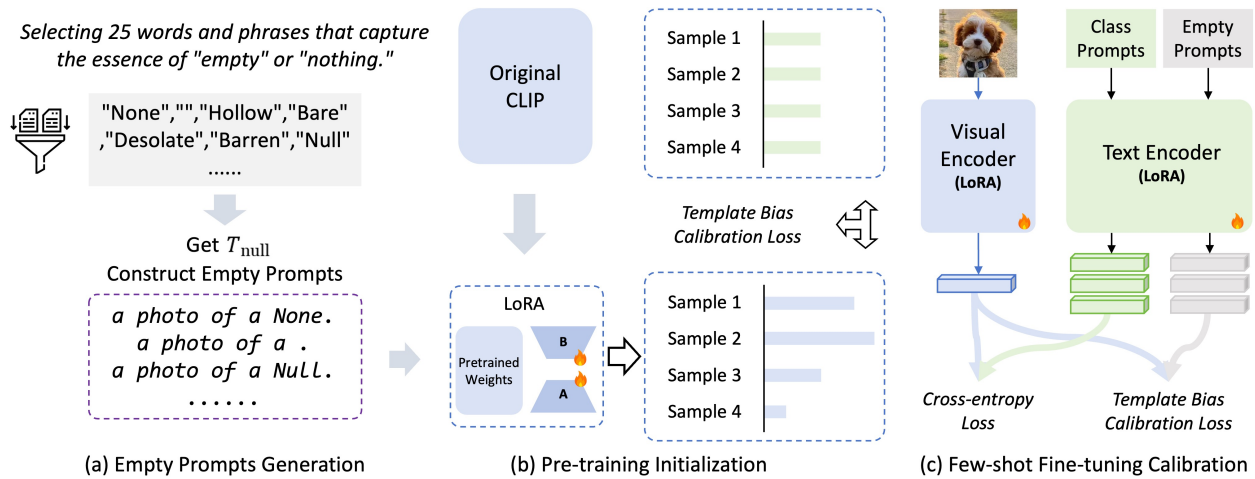 Selecting 25 words and phrases that capture
the essence of "empty" or "nothing."
"None","","Hollow","Bare"
,"Desolate","Barren","Null"
......
Get T_null
Construct Empty Prompts
a photo of a None.
a photo of a .
a photo of a Null.
......
(a) Empty Prompts Generation
Original
CLIP
LoRA
Pretrained
Weights
B
A
Sample 1
Sample 2
Sample 3
Sample 4
Template Bias
Calibration Loss
Sample 1
Sample 2
Sample 3
Sample 4
(b) Pre-training Initialization
Class
Prompts
Empty
Prompts
Visual
Encoder
(LoRA)
Text Encoder
(LoRA)
Cross-entropy
Loss
Template Bias
Calibration Loss
(c) Few-shot Fine-tuning Calibration